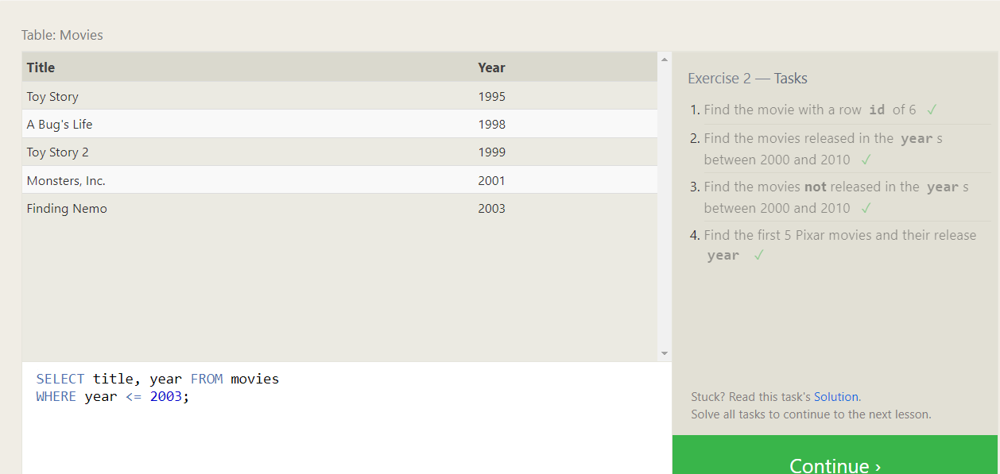 Table: Movies
Title Year
Toy Story 1995
A Bug's Life 1998
Toy Story 2 1999
Monsters, Inc. 2001
Finding Nemo 2003
SELECT title, year FROM movies
WHERE year <= 2003;
Exercise 2 — Tasks
1. Find the movie with a row id of 6 ✓
2. Find the movies released in the year s
between 2000 and 2010 ✓
3. Find the movies not released in the year s
between 2000 and 2010 ✓
4. Find the first 5 Pixar movies and their release
year ✓
Stuck? Read this task's Solution.
Solve all tasks to continue to the next lesson.
Continue ›